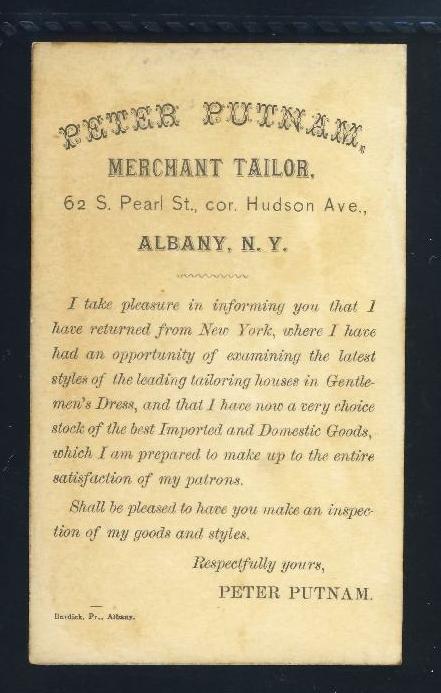 PETER PUTNAM,
MERCHANT TAILOR,
62 S. Pearl St., cor. Hudson Ave.,
ALBANY, N. Y.
I take pleasure in informing you that I
have returned from New York, where I have
had an opportunity of examining the latest
styles of the leading tailoring houses in Gentle-
men's Dress, and that I have now a very choice
stock of the best Imported and Domestic Goods,
which I am prepared to make up to the entire
satisfaction of my patrons.
Shall be pleased to have you make an inspec-
tion of my goods and styles.
Respectfully yours,
PETER PUTNAM.
Burdick, Pr., Albany.